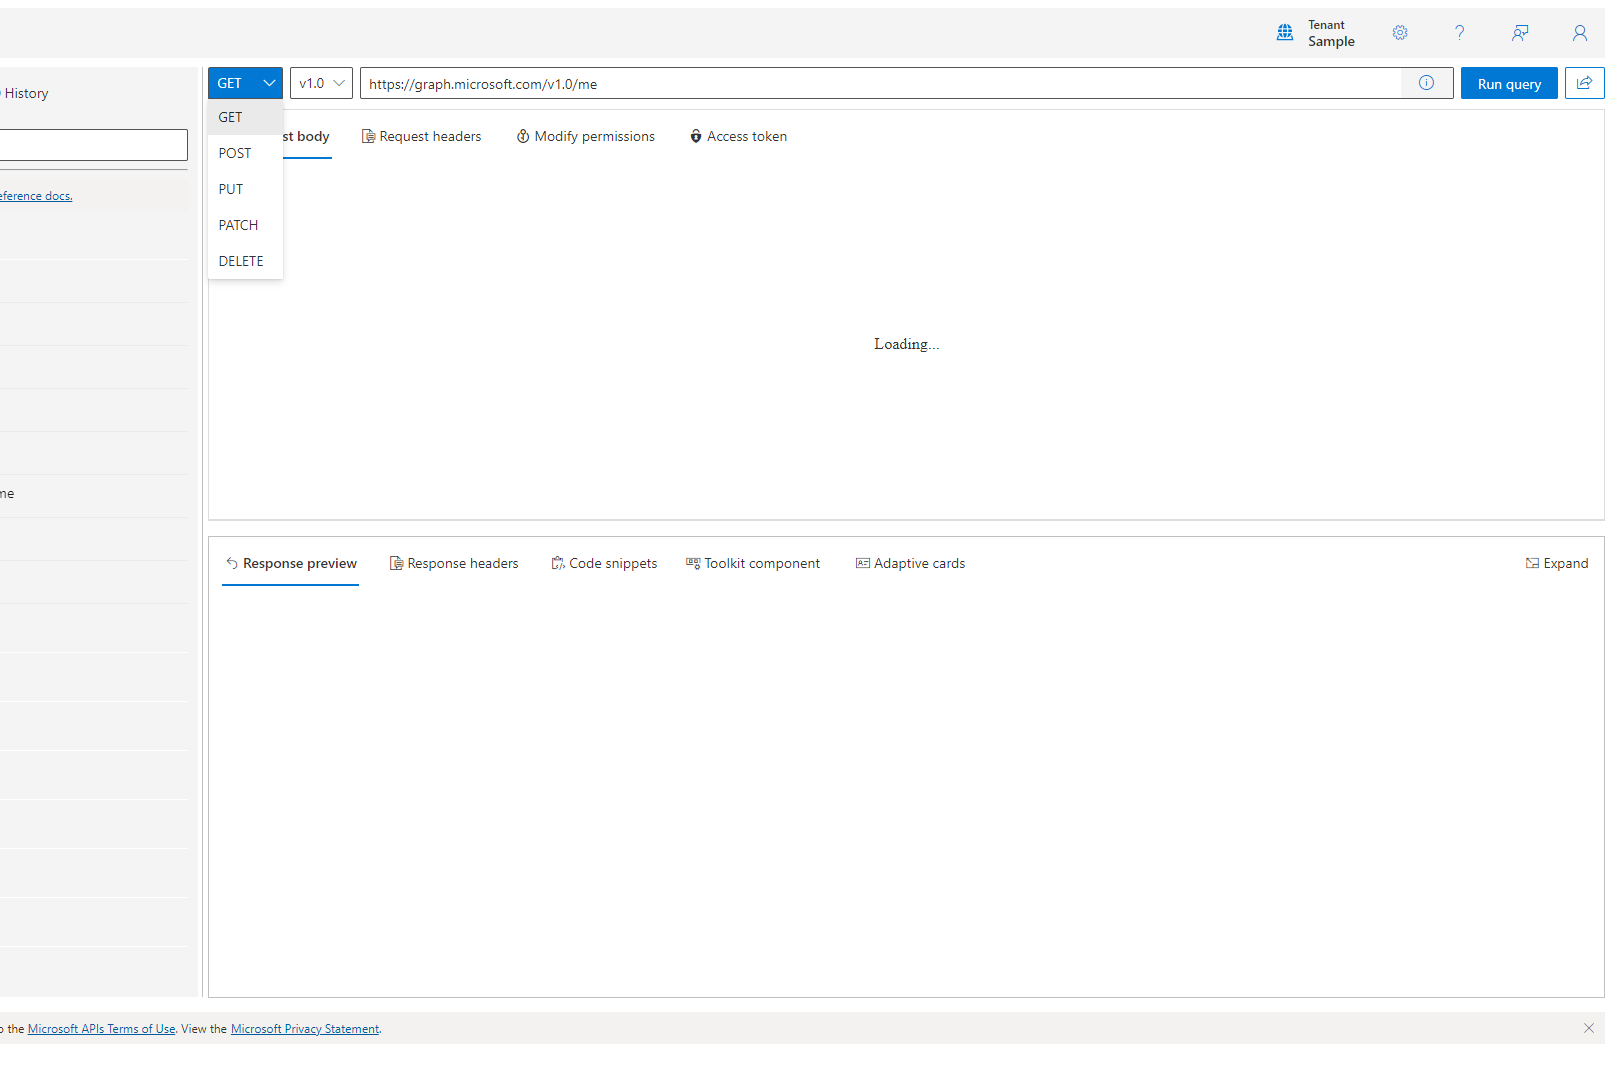 Tenant
Sample
History
GET
v1.0
https://graph.microsoft.com/v1.0/me
Run query
GET
POST
PUT
PATCH
DELETE
st body
Request headers
Modify permissions
Access token
eference docs.
Loading...
me
Response preview
Response headers
Code snippets
Toolkit component
Adaptive cards
Expand
o the Microsoft APIs Terms of Use. View the Microsoft Privacy Statement.